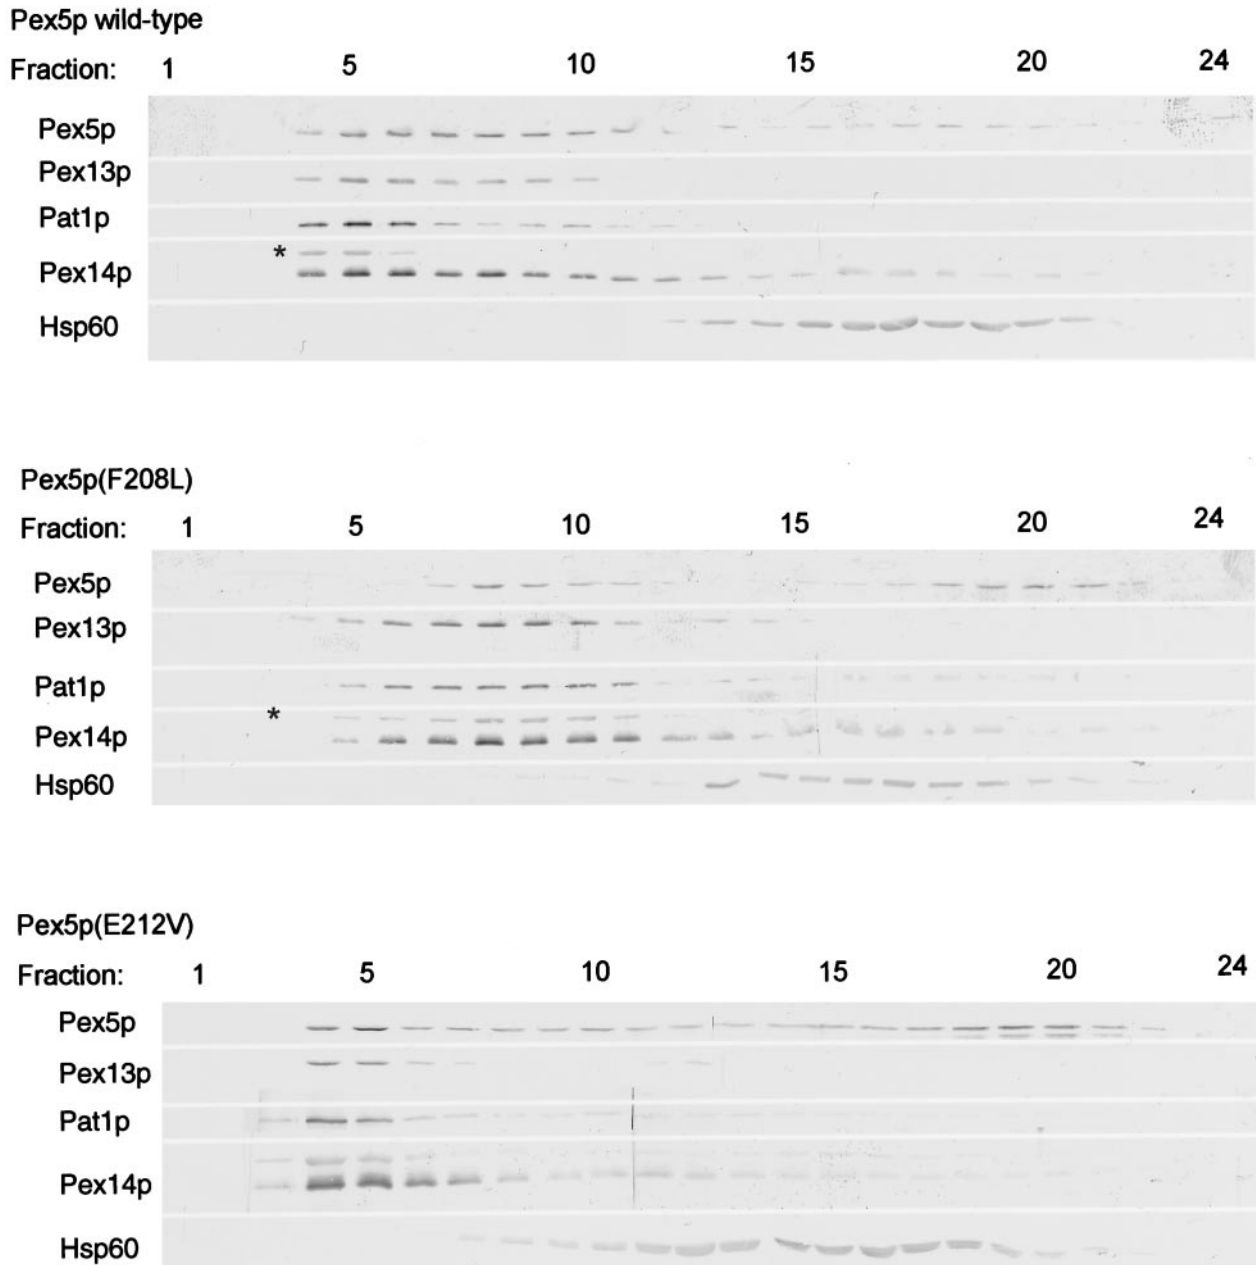 Pex5p wild-type
Fraction: 1 5 10 15 20 24
Pex5p
Pex13p
Pat1p
*
Pex14p
Hsp60
Pex5p(F208L)
Fraction: 1 5 10 15 20 24
Pex5p
Pex13p
Pat1p
*
Pex14p
Hsp60
Pex5p(E212V)
Fraction: 1 5 10 15 20 24
Pex5p
Pex13p
Pat1p
Pex14p
Hsp60